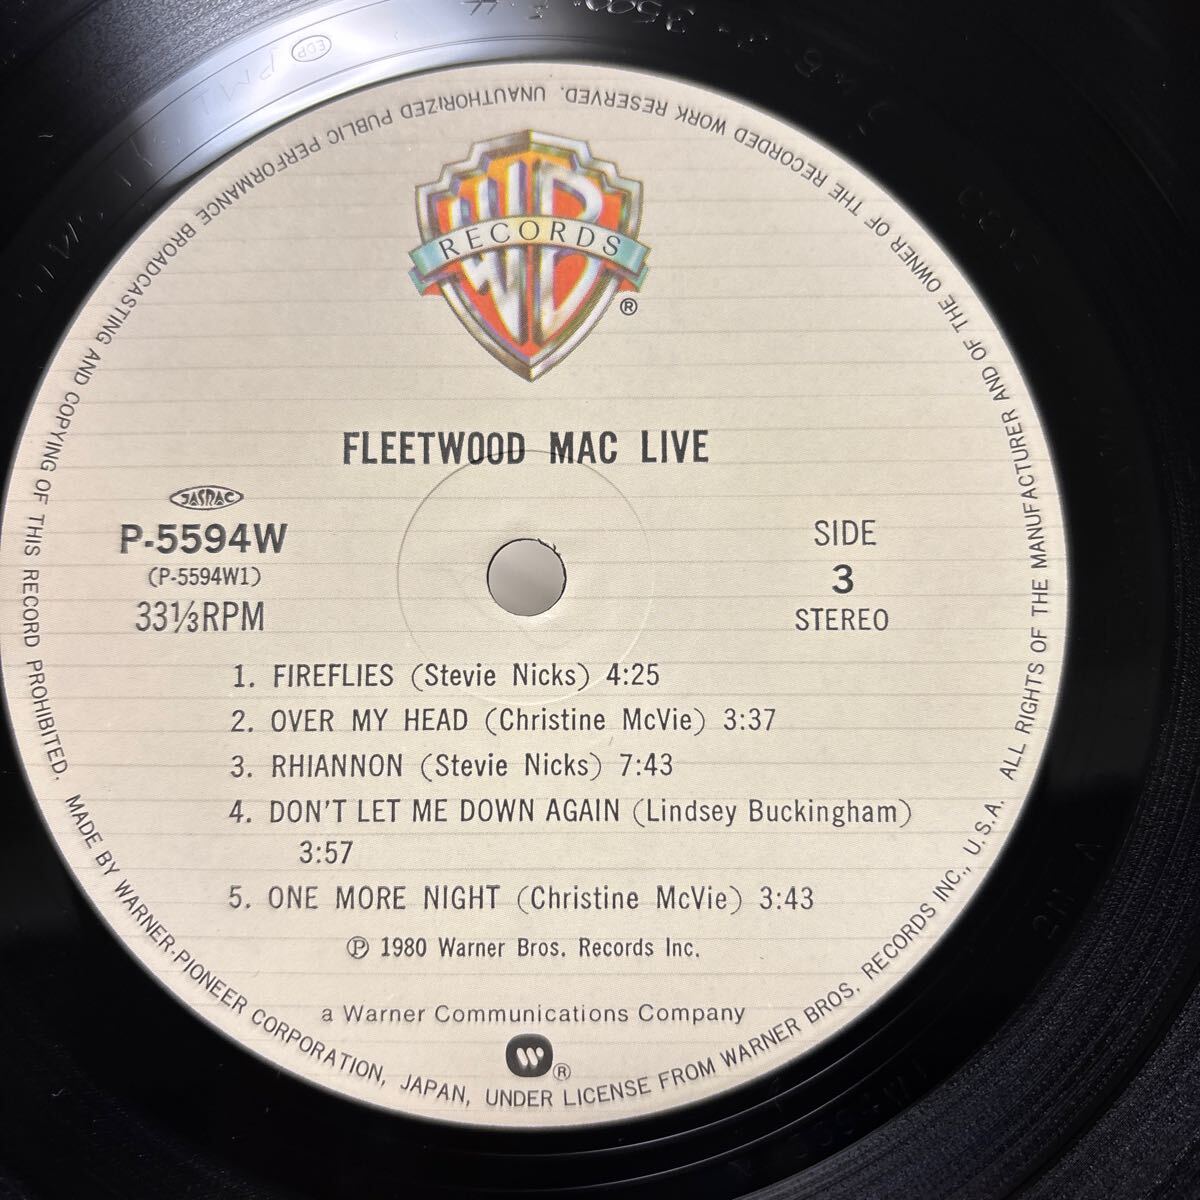 WB
RECORDS
®
FLEETWOOD MAC LIVE
JASRAC
P-5594W
(P-5594W1)
33⅓RPM
SIDE
3
STEREO
1. FIREFLIES (Stevie Nicks) 4:25
2. OVER MY HEAD (Christine McVie) 3:37
3. RHIANNON (Stevie Nicks) 7:43
4. DON'T LET ME DOWN AGAIN (Lindsey Buckingham)
3:57
5. ONE MORE NIGHT (Christine McVie) 3:43
℗ 1980 Warner Bros. Records Inc.
a Warner Communications Company
®
MADE BY WARNER-PIONEER CORPORATION, JAPAN, UNDER LICENSE FROM WARNER BROS. RECORDS INC., U.S.A. ALL RIGHTS OF THE MANUFACTURER AND OF THE OWNER OF THE RECORDED WORK RESERVED. UNAUTHORIZED PUBLIC PERFORMANCE BROADCASTING AND COPYING OF THIS RECORD PROHIBITED.
EDP